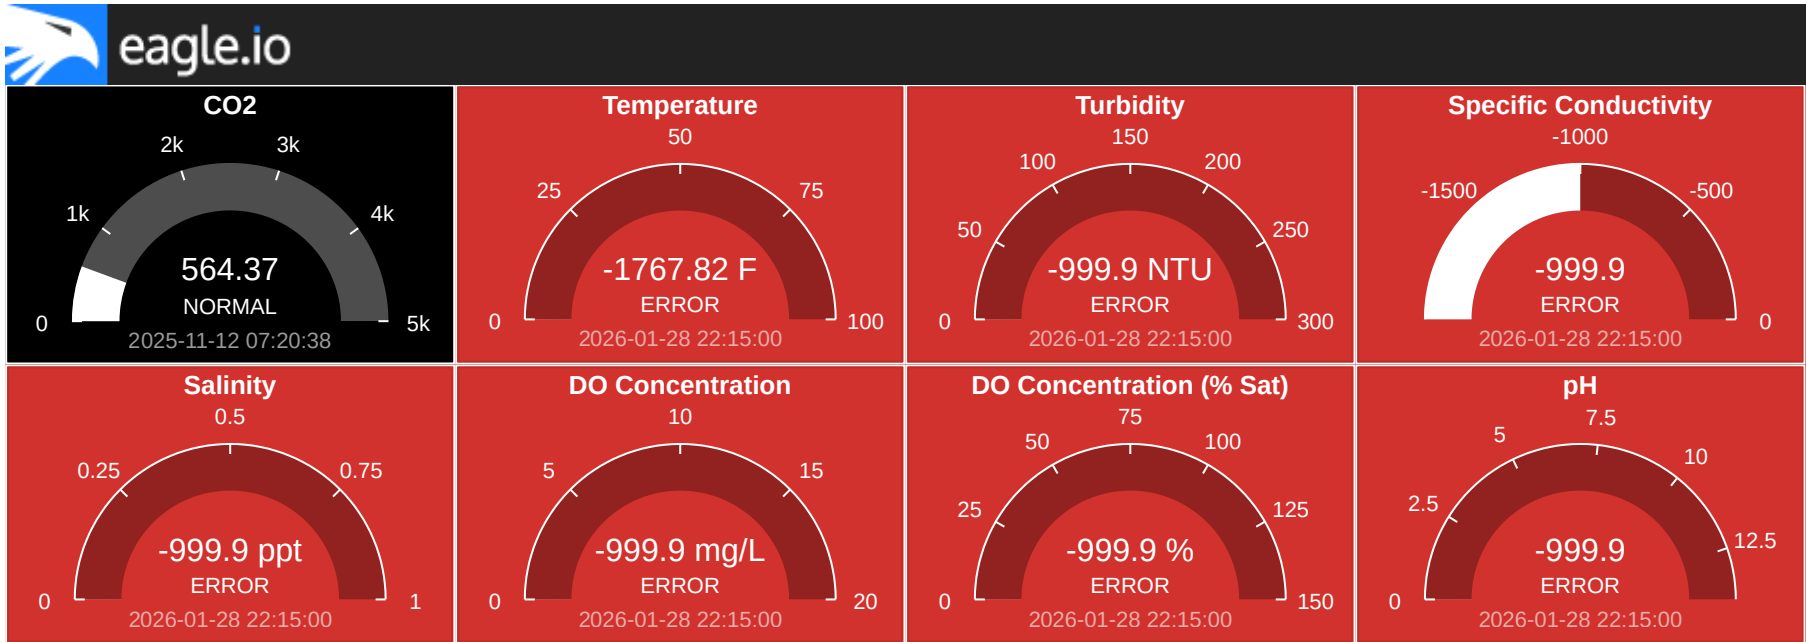 eagle.io
CO2
2k
3k
1k
4k
564.37
NORMAL
0
5k
2025-11-12 07:20:38
Temperature
50
25
75
-1767.82 F
ERROR
0
100
2026-01-28 22:15:00
Turbidity
150
100
200
50
250
-999.9 NTU
ERROR
0
300
2026-01-28 22:15:00
Specific Conductivity
-1000
-1500
-500
-999.9
ERROR
0
2026-01-28 22:15:00
Salinity
0.5
0.25
0.75
-999.9 ppt
ERROR
0
1
2026-01-28 22:15:00
DO Concentration
10
5
15
-999.9 mg/L
ERROR
0
20
2026-01-28 22:15:00
DO Concentration (% Sat)
75
50
100
25
125
-999.9 %
ERROR
0
150
2026-01-28 22:15:00
pH
7.5
5
10
2.5
12.5
-999.9
ERROR
0
2026-01-28 22:15:00